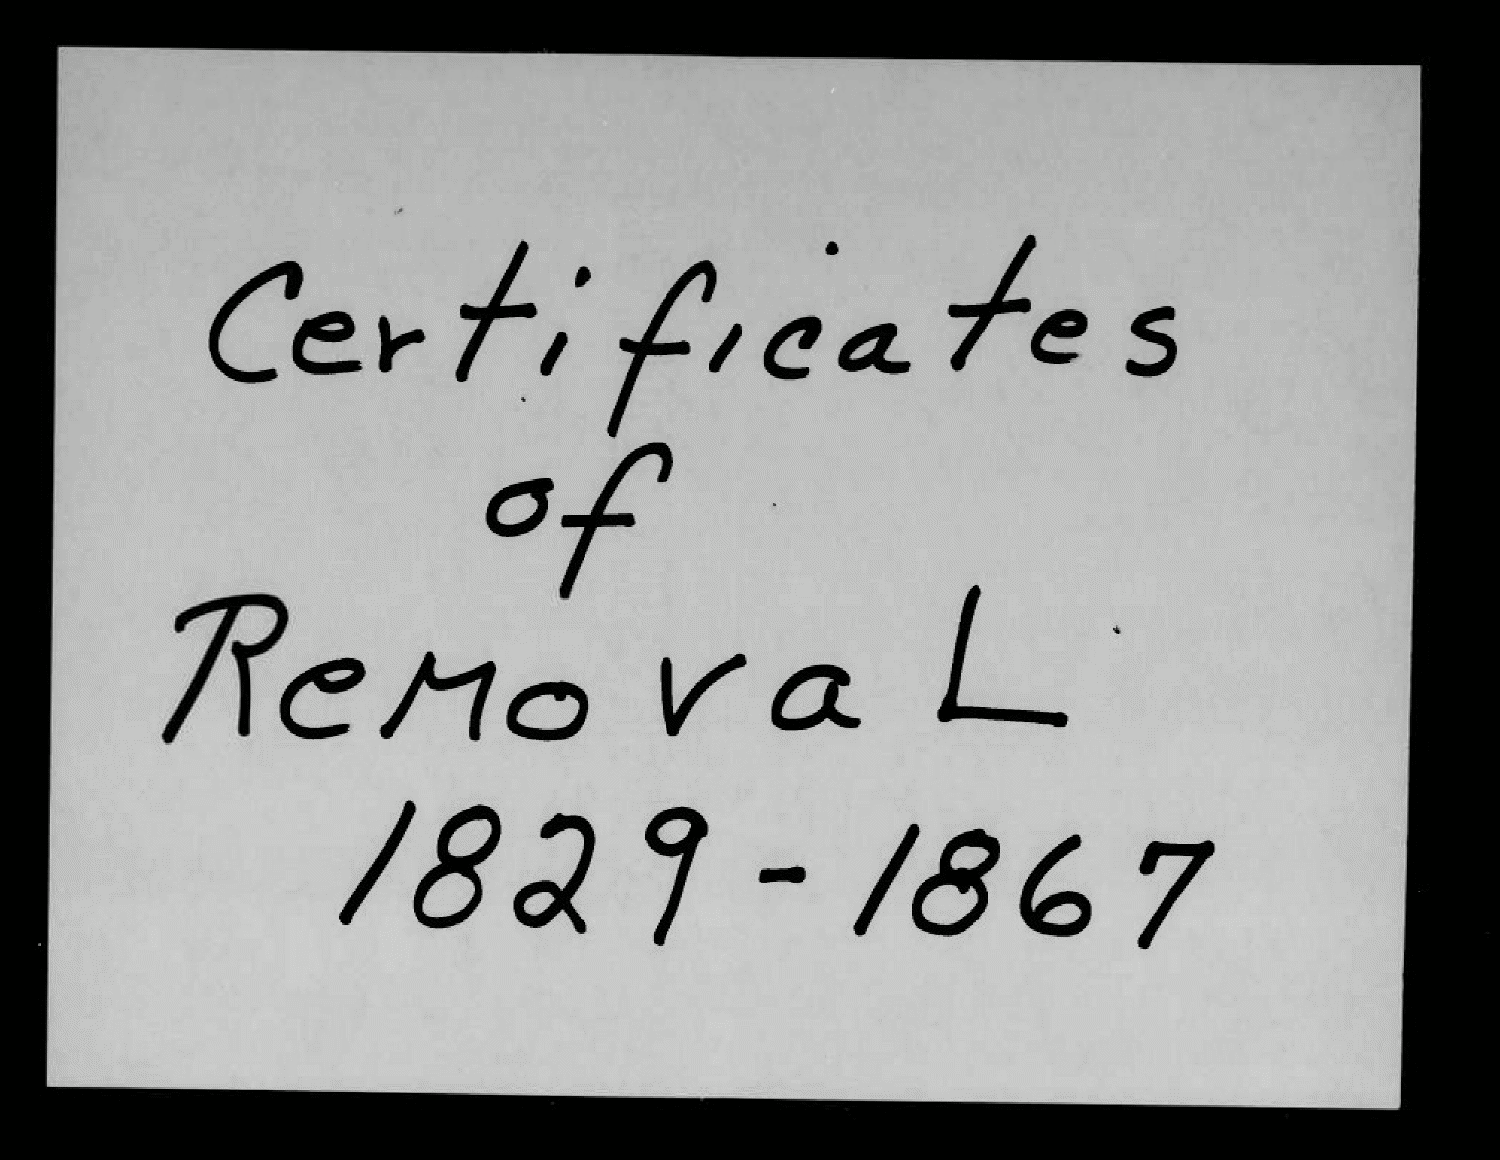 Certificates
of
Removal
1829-1867